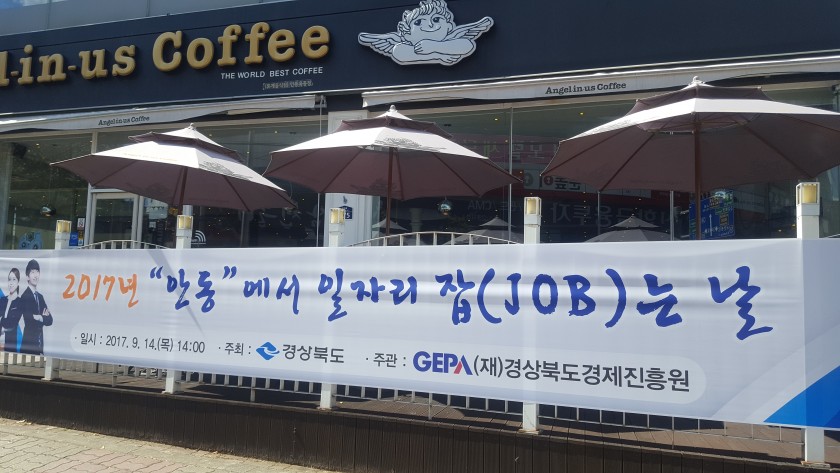 l-in-us Coffee
THE WORLD BEST COFFEE
Angel in us Coffee
Angel in us Coffee
2017년 "안동"에서 일자리 잡(JOB)는 날
· 일시 : 2017. 9. 14.(목) 14:00 · 주최 : 경상북도 · 주관 : GEPA (재)경상북도경제진흥원